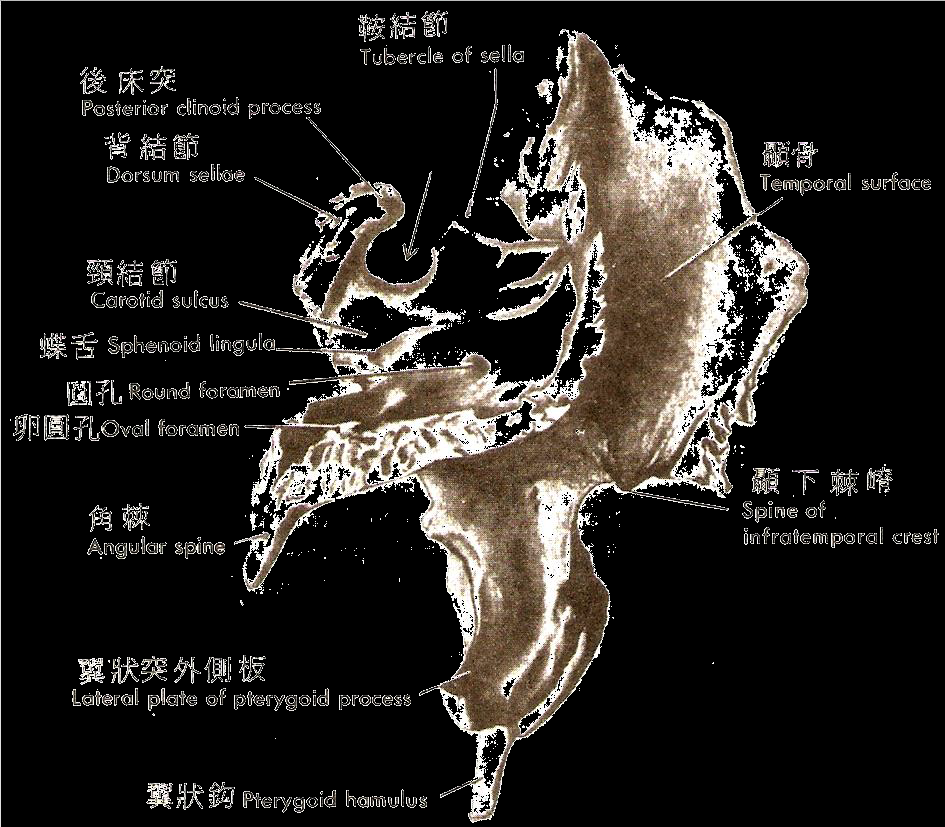 鞍結節
Tubercle of sella
後床突
Posterior clinoid process
背結節
Dorsum sellae
顳骨
Temporal surface
頸結節
Carotid sulcus
蝶舌 Sphenoid lingula
圓孔 Round foramen
卵圓孔 Oval foramen
顳下棘嵴
Spine of
infratemporal crest
角棘
Angular spine
翼狀突外側板
Lateral plate of pterygoid process
翼狀鈎 Pterygoid hamulus